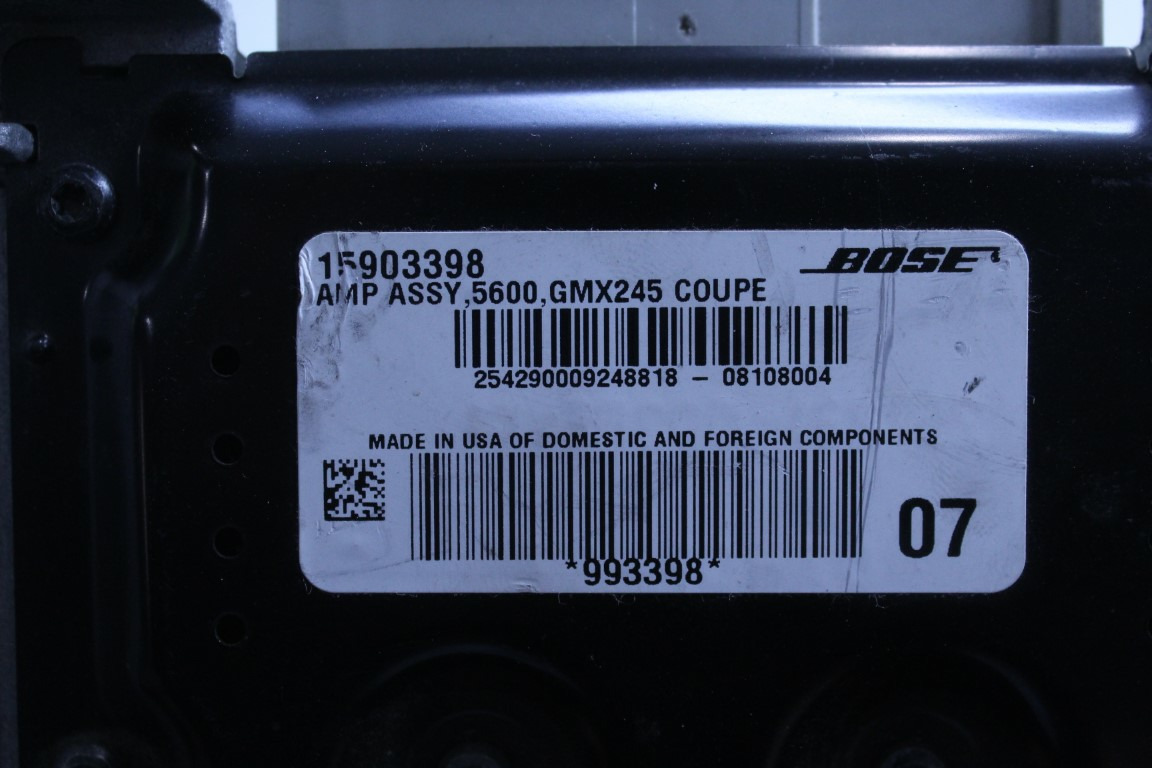 15903398
BOSE
AMP ASSY,5600,GMX245 COUPE
254290009248818 - 08108004
MADE IN USA OF DOMESTIC AND FOREIGN COMPONENTS
07
*993398*